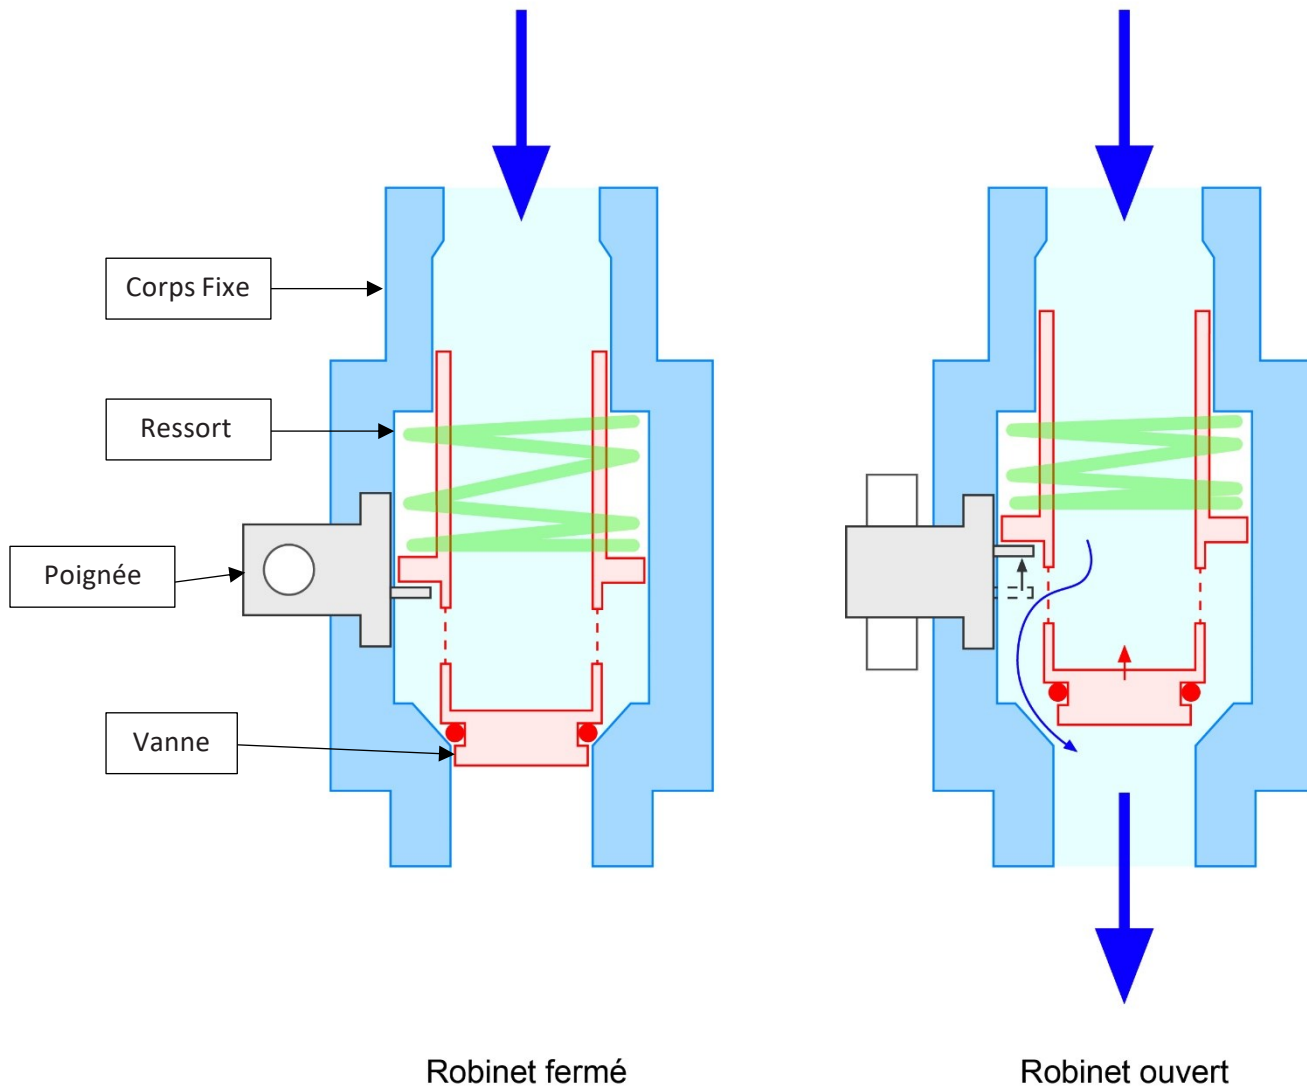 Corps Fixe
Ressort
Poignée
Vanne
Robinet fermé
Robinet ouvert